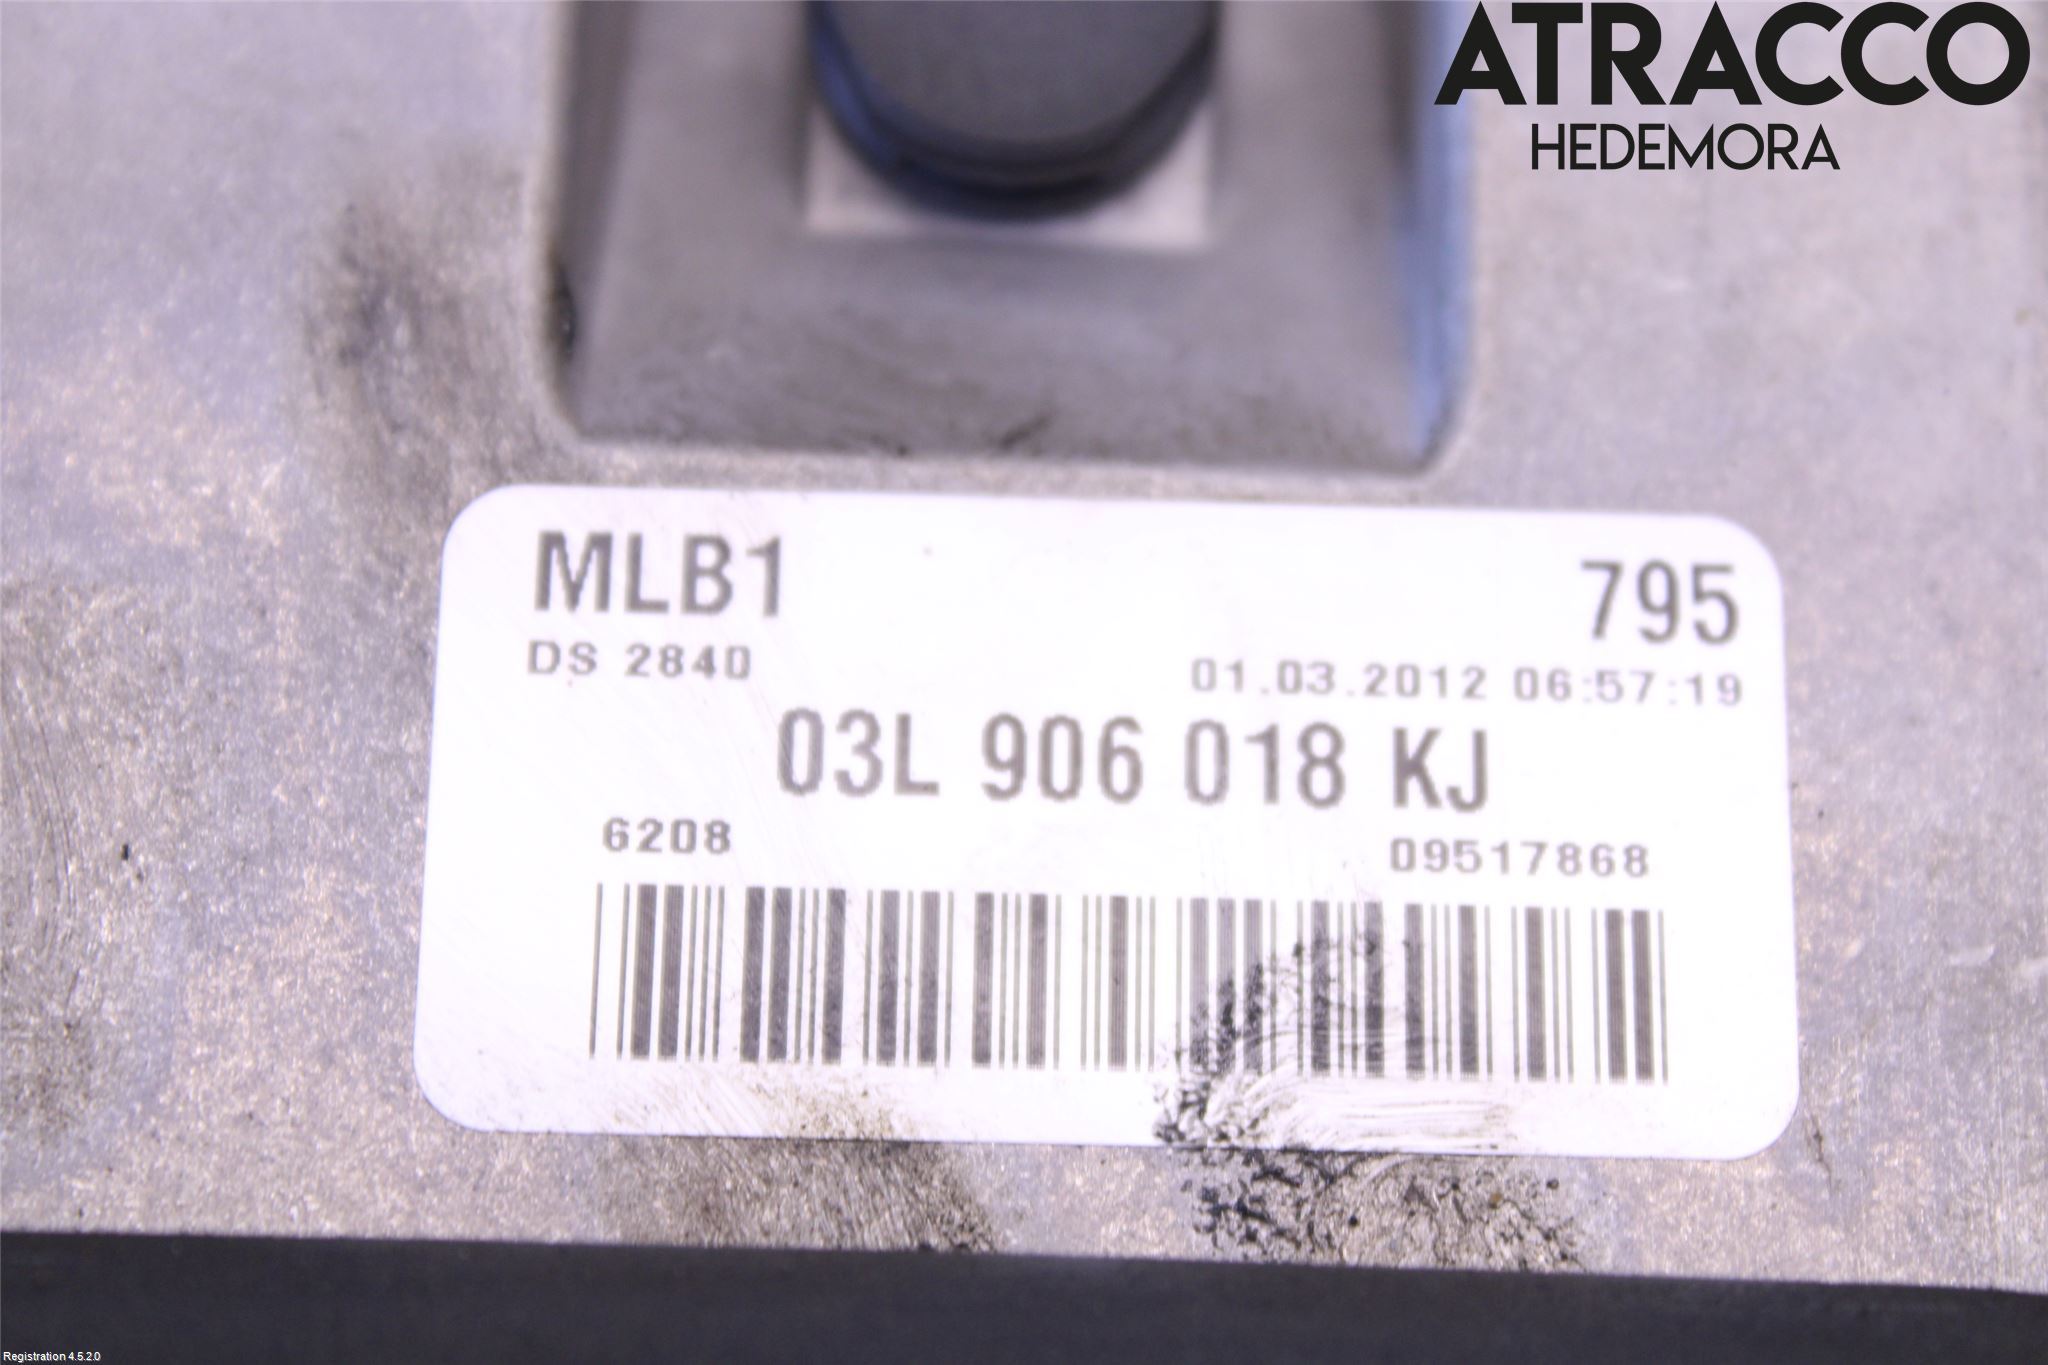 ATRACCO
HEDEMORA
MLB1 795
DS 2840
01.03.2012 06:57:19
03L 906 018 KJ
6208
09517868
Registration 4.5.2.0